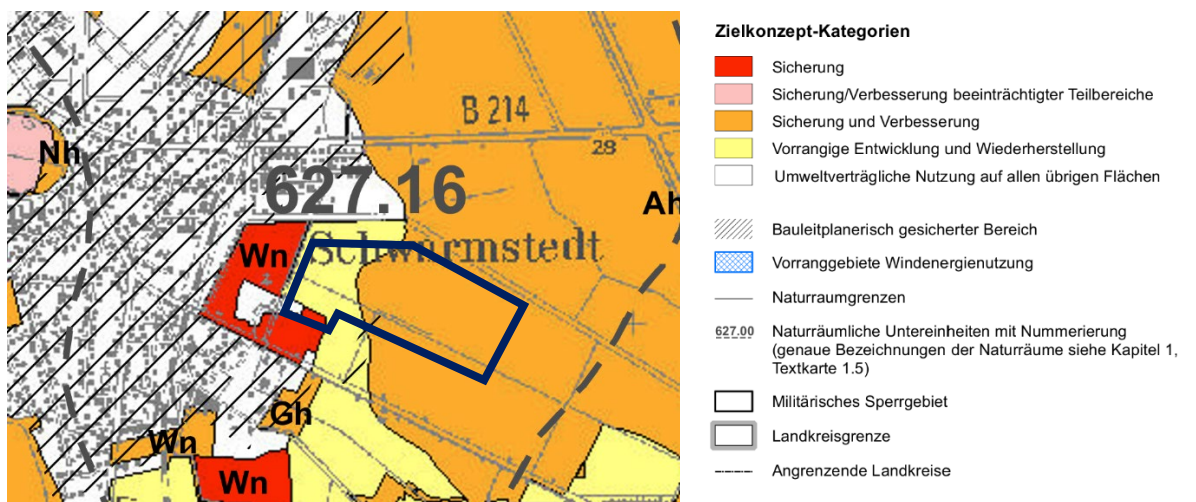 B 214
28
Nh
627.16
Ah
Wn
Schwarmstedt
Gh
Wn
Wn
Zielkonzept-Kategorien
Sicherung
Sicherung/Verbesserung beeinträchtigter Teilbereiche
Sicherung und Verbesserung
Vorrangige Entwicklung und Wiederherstellung
Umweltverträgliche Nutzung auf allen übrigen Flächen
Bauleitplanerisch gesicherter Bereich
Vorranggebiete Windenergienutzung
Naturraumgrenzen
627.00 Naturräumliche Untereinheiten mit Nummerierung
(genaue Bezeichnungen der Naturräume siehe Kapitel 1,
Textkarte 1.5)
Militärisches Sperrgebiet
Landkreisgrenze
Angrenzende Landkreise